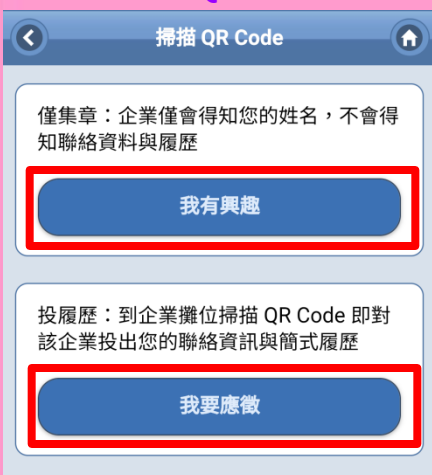 掃描 QR Code
僅集章：企業僅會得知您的姓名，不會得
知聯絡資料與履歷
我有興趣
投履歷：到企業攤位掃描 QR Code 即對
該企業投出您的聯絡資訊與簡式履歷
我要應徵